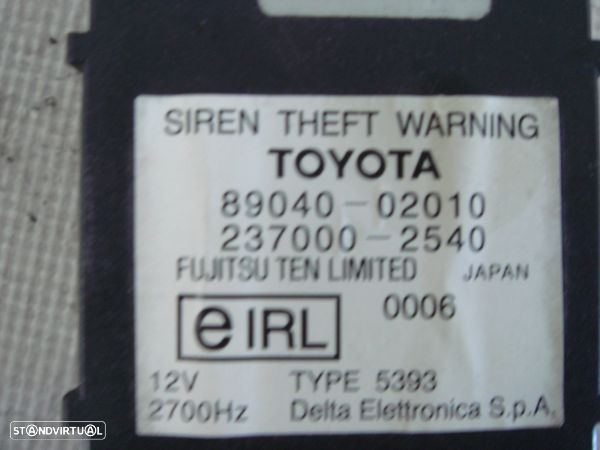 SIREN THEFT WARNING
TOYOTA
89040-02010
237000-2540
FUJITSU TEN LIMITED JAPAN
e IRL 0006
12V TYPE 5393
2700Hz Delta Elettronica S.p.A.
STANDVIRTUAL